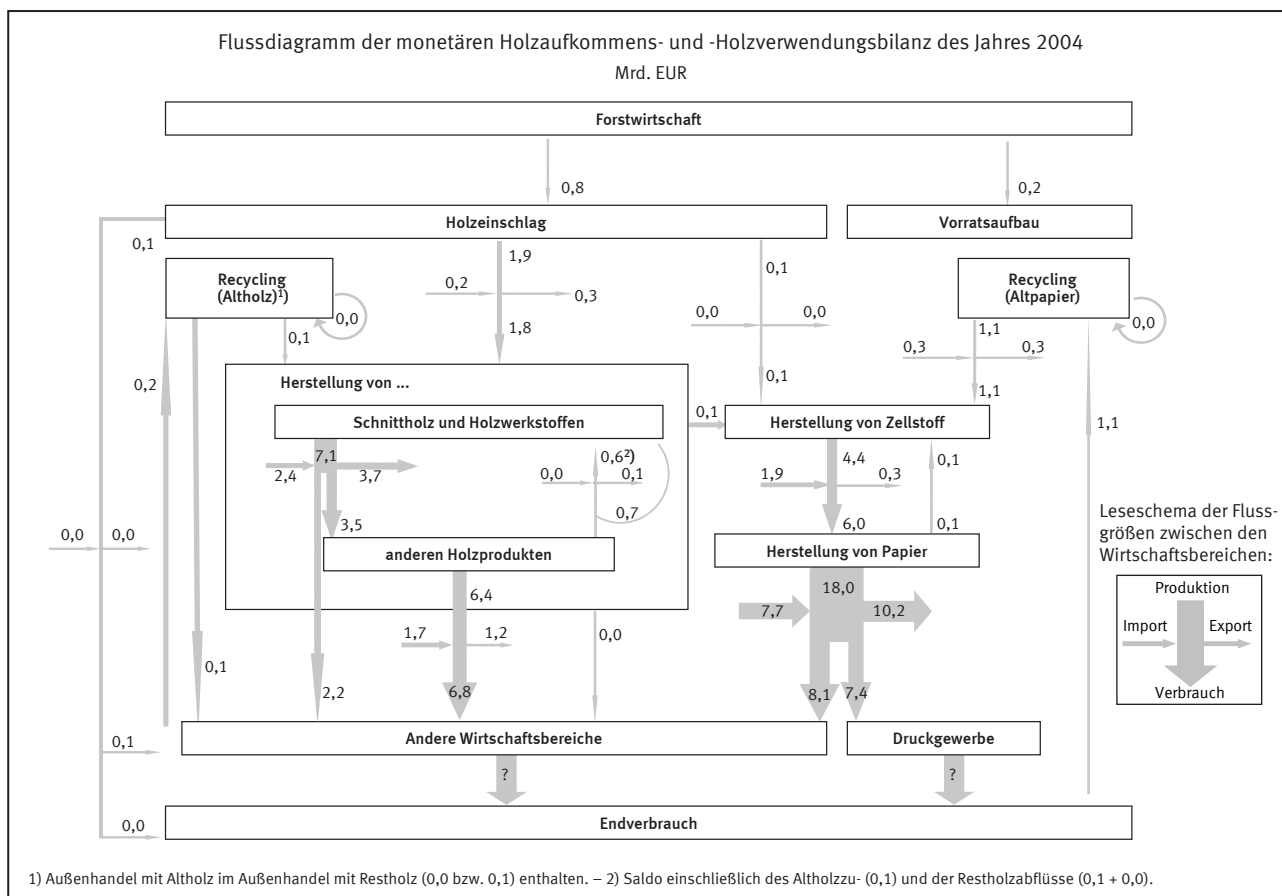 Flussdiagramm der monetären Holzaufkommens- und -Holzverwendungsbilanz des Jahres 2004
Mrd. EUR
Forstwirtschaft
0,8
0,2
Holzeinschlag
Vorratsaufbau
0,1
1,9
0,1
Recycling
(Altholz)¹)
Recycling
(Altpapier)
0,2
0,3
0,0
0,0
0,0
0,0
0,1
1,8
1,1
0,3
0,3
0,2
Herstellung von ...
0,1
1,1
Schnittholz und Holzwerkstoffen
0,1
Herstellung von Zellstoff
1,1
7,1
2,4
3,7
0,6²)
0,0
0,1
4,4
0,1
1,9
0,3
0,7
3,5
6,0
0,1
0,0
0,0
anderen Holzprodukten
Herstellung von Papier
Leseschema der Fluss-
größen zwischen den
Wirtschaftsbereichen:
Produktion
Import
Export
Verbrauch
6,4
18,0
7,7
10,2
1,7
1,2
0,0
0,1
2,2
6,8
8,1
7,4
0,1
Andere Wirtschaftsbereiche
Druckgewerbe
?
?
0,0
Endverbrauch
1) Außenhandel mit Altholz im Außenhandel mit Restholz (0,0 bzw. 0,1) enthalten. – 2) Saldo einschließlich des Altholzzu- (0,1) und der Restholzabflüsse (0,1 + 0,0).